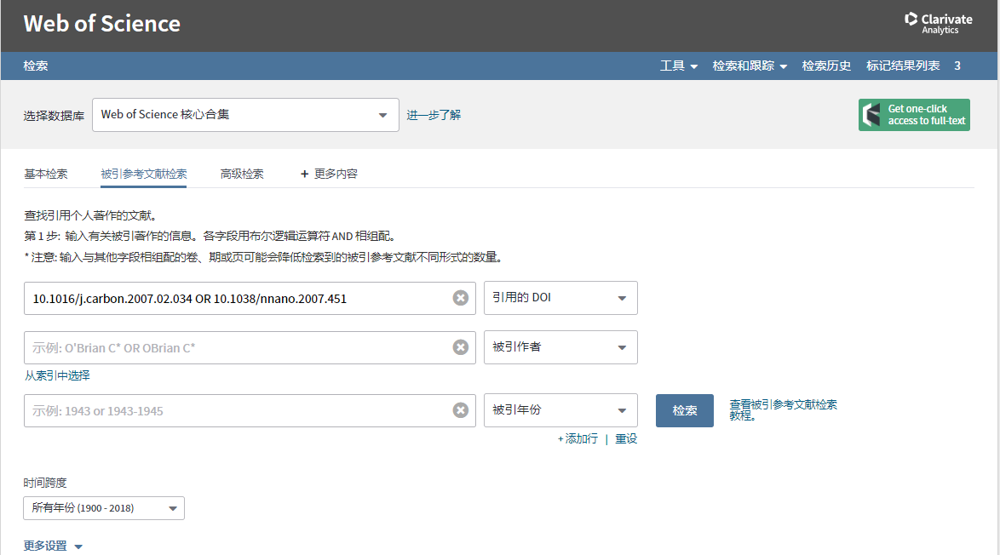 Web of Science
Clarivate
Analytics
检索
工具 检索和跟踪 检索历史 标记结果列表 3
选择数据库 Web of Science 核心合集 进一步了解
Get one-click
access to full-text
基本检索 被引参考文献检索 高级检索 + 更多内容
查找引用个人著作的文献。
第 1 步: 输入有关被引著作的信息。各字段用布尔逻辑运算符 AND 相组配。
* 注意: 输入与其他字段相组配的卷、期或页可能会降低检索到的被引参考文献不同形式的数量。
10.1016/j.carbon.2007.02.034 OR 10.1038/nnano.2007.451 引用的 DOI
示例: O'Brian C* OR OBrian C* 被引作者
从索引中选择
示例: 1943 or 1943-1945 被引年份 检索 查看被引参考文献检索
教程。
+ 添加行 | 重设
时间跨度
所有年份 (1900 - 2018)
更多设置